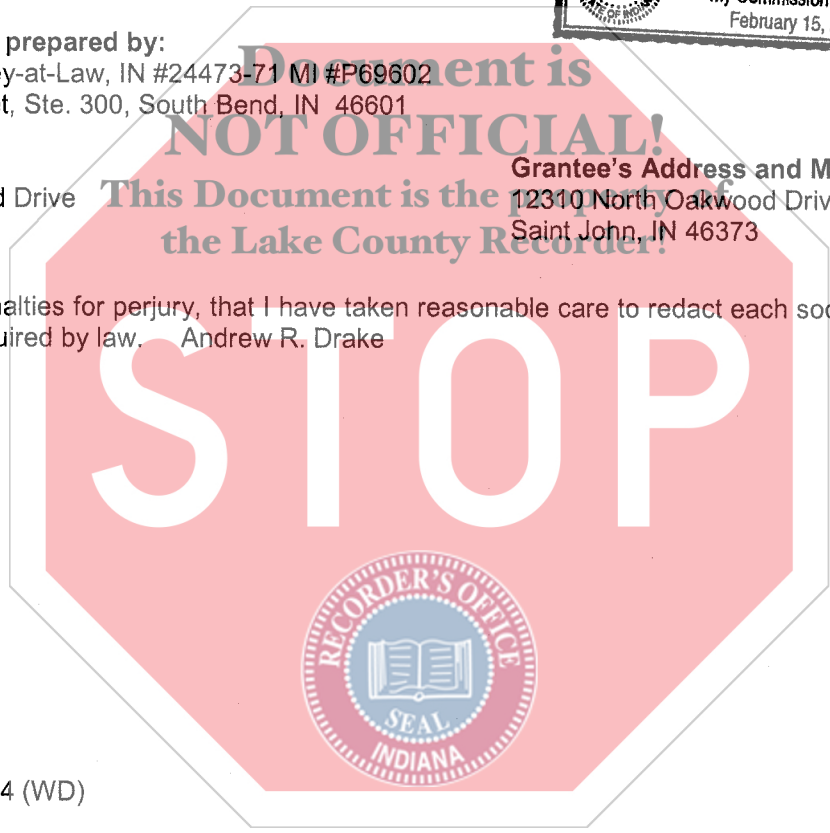 My Commission
February 15,
prepared by:
y-at-Law, IN #24473-71 MI #P69602
t, Ste. 300, South Bend, IN 46601
Document is
NOT OFFICIAL!
This Document is the property of
the Lake County Recorder!
Grantee's Address and M
d Drive
12310 North Oakwood Driv
Saint John, IN 46373
alties for perjury, that I have taken reasonable care to redact each soc
uired by law. Andrew R. Drake
STOP
RECORDER'S OFFICE
SEAL
INDIANA
4 (WD)